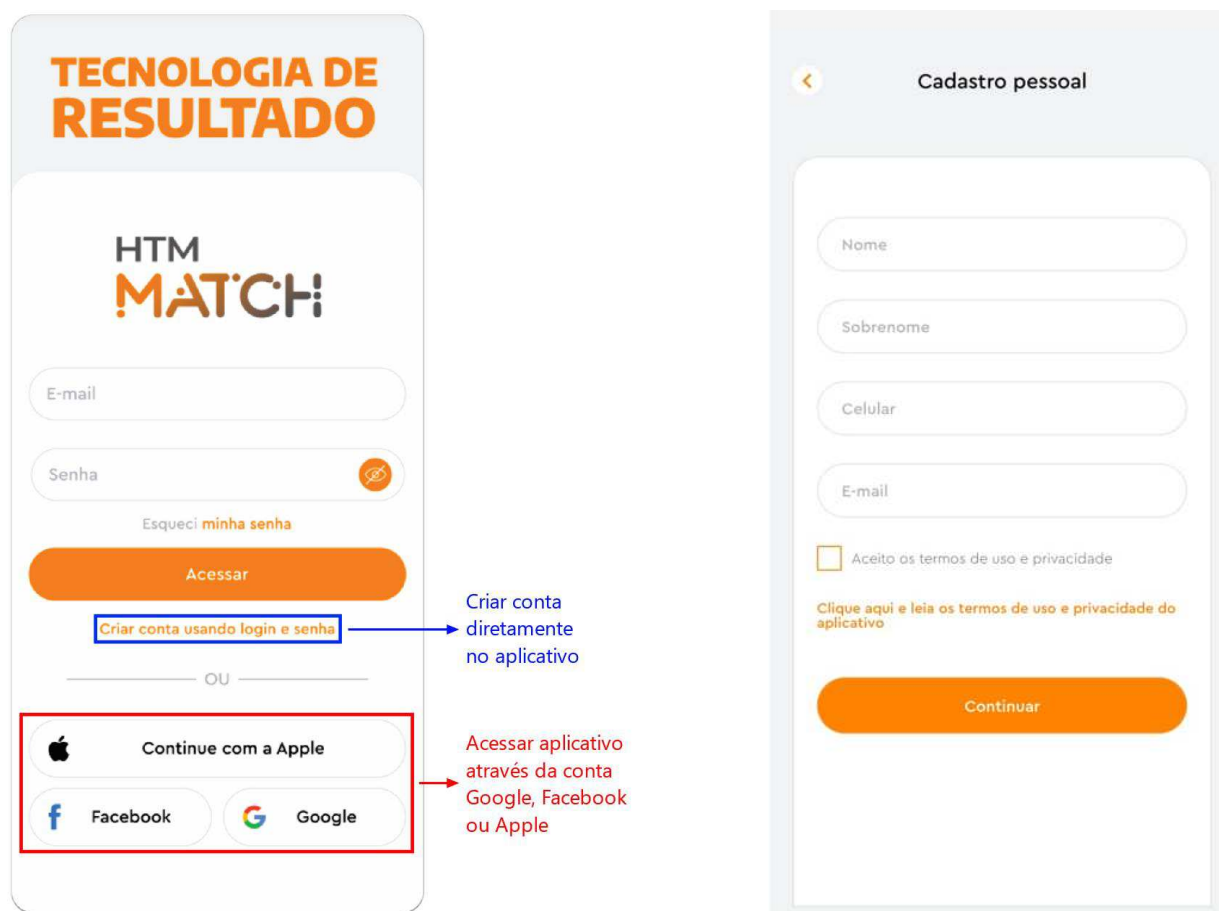 TECNOLOGIA DE
RESULTADO
HTM
MATCH
E-mail
Senha
Esqueci minha senha
Acessar
Criar conta usando login e senha
OU
Continue com a Apple
Facebook
Google
Criar conta
diretamente
no aplicativo
Acessar aplicativo
através da conta
Google, Facebook
ou Apple
Cadastro pessoal
Nome
Sobrenome
Celular
E-mail
Aceito os termos de uso e privacidade
Clique aqui e leia os termos de uso e privacidade do
aplicativo
Continuar